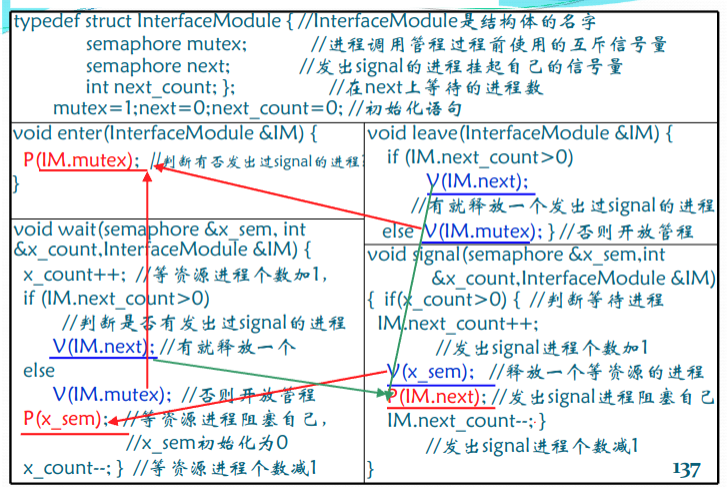 typedef struct InterfaceModule { //InterfaceModule是结构体的名字
semaphore mutex; //进程调用管程过程前使用的互斥信号量
semaphore next; //发出signal的进程挂起自己的信号量
int next_count; }; //在next上等待的进程数
mutex=1;next=0;next_count=0; //初始化语句
void enter(InterfaceModule &IM) {
P(IM.mutex); //判断有否发出过signal的进程
}
void leave(InterfaceModule &IM) {
if (IM.next_count>0)
V(IM.next);
//有就释放一个发出过signal的进程
else V(IM.mutex); } //否则开放管程
void wait(semaphore &x_sem, int
&x_count,InterfaceModule &IM) {
x_count++; //等资源进程个数加1,
if (IM.next_count>0)
//判断是否有发出过signal的进程
V(IM.next); //有就释放一个
else
V(IM.mutex); //否则开放管程
P(x_sem); //等资源进程阻塞自己,
//x_sem初始化为0
x_count--; } //等资源进程个数减1
void signal(semaphore &x_sem,int
&x_count,InterfaceModule &IM)
{ if(x_count>0) { //判断等待进程
IM.next_count++;
//发出signal进程个数加1
V(x_sem); //释放一个等资源的进程
P(IM.next); //发出signal进程阻塞自己
IM.next_count--; }
//发出signal进程个数减1
}
137